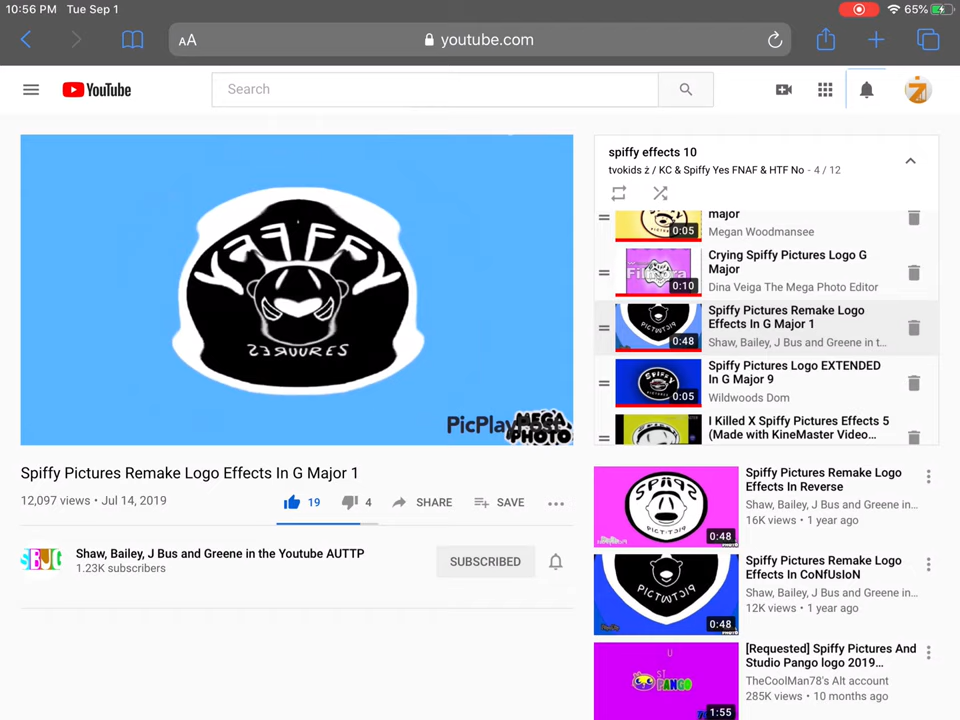 10:56 PM Tue Sep 1
65%
AA
youtube.com
YouTube
Search
PicPlay
MEGA
PHOTO
spiffy effects 10
tvokids ż / KC & Spiffy Yes FNAF & HTF No - 4 / 12
major
Megan Woodmansee
0:05
Crying Spiffy Pictures Logo G
Major
Dina Veiga The Mega Photo Editor
0:10
Spiffy Pictures Remake Logo
Effects In G Major 1
Shaw, Bailey, J Bus and Greene in t...
0:48
Spiffy Pictures Logo EXTENDED
In G Major 9
Wildwoods Dom
0:05
I Killed X Spiffy Pictures Effects 5
(Made with KineMaster Video...
Spiffy Pictures Remake Logo Effects In G Major 1
12,097 views • Jul 14, 2019
19
4
SHARE
SAVE
Shaw, Bailey, J Bus and Greene in the Youtube AUTTP
1.23K subscribers
SUBSCRIBED
Spiffy Pictures Remake Logo
Effects In Reverse
Shaw, Bailey, J Bus and Greene in...
16K views • 1 year ago
0:48
Spiffy Pictures Remake Logo
Effects In CoNfUsIoN
Shaw, Bailey, J Bus and Greene in...
12K views • 1 year ago
0:48
[Requested] Spiffy Pictures And
Studio Pango logo 2019...
TheCoolMan78's Alt account
285K views • 10 months ago
PANGO
1:55